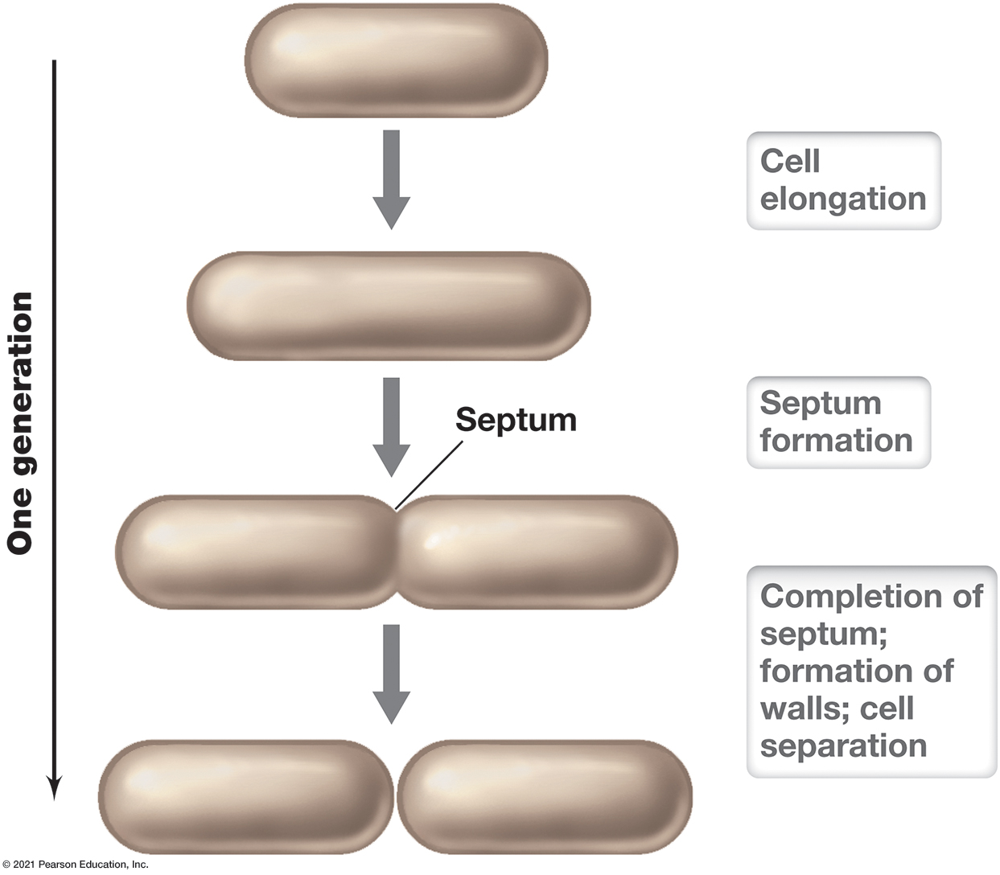 Cell
elongation
Septum
formation
Septum
One generation
Completion of
septum;
formation of
walls; cell
separation
© 2021 Pearson Education, Inc.